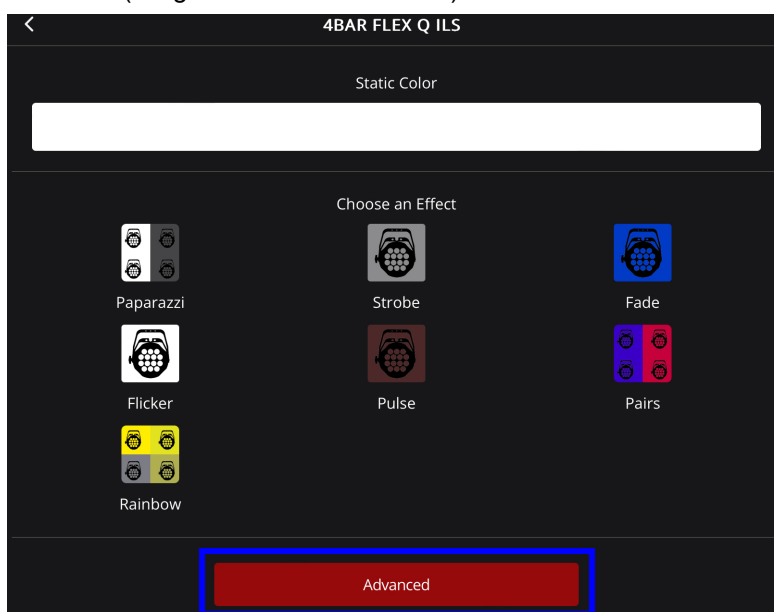 4BAR FLEX Q ILS
Static Color
Choose an Effect
Paparazzi Strobe Fade
Flicker Pulse Pairs
Rainbow
Advanced